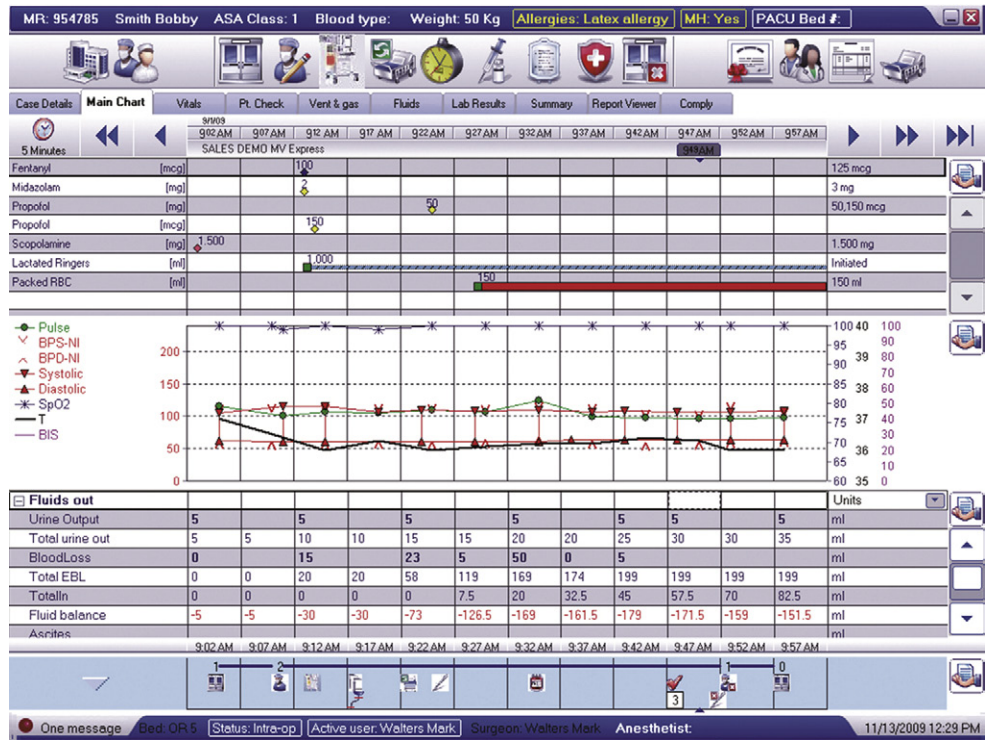 MR: 954785 Smith Bobby ASA Class: 1 Blood type: Weight: 50 Kg Allergies: Latex allergy MH: Yes PACU Bed #:
Case Details Main Chart Vitals Pt. Check Vent & gas Fluids Lab Results Summary Report Viewer Comply
9/1/09
9:02 AM 9:07 AM 9:12 AM 9:17 AM 9:22 AM 9:27 AM 9:32 AM 9:37 AM 9:42 AM 9:47 AM 9:52 AM 9:57 AM
5 Minutes SALES DEMO MV Express 9:49 AM
Fentanyl [mcg] 100 125 mcg
Midazolam [mg] 2 3 mg
Propofol [mg] 50 50,150 mcg
Propofol [mcg] 150
Scopolamine [mg] 1.500 1.500 mg
Lactated Ringers [ml] 1,000 Initiated
Packed RBC [ml] 150 150 ml
Pulse
BPS-NI
BPD-NI
Systolic
Diastolic
SpO2
T
BIS
200
150
100
50
0
100 40 100
95 90
39 80
90 70
85 38 60
80 50
37 40
75 30
70 36 20
65 10
60 35 0
Fluids out Units
Urine Output 5 5 5 5 5 5 5 ml
Total urine out 5 5 10 10 15 15 20 20 25 30 30 35 ml
BloodLoss 0 15 23 5 50 0 5 ml
Total EBL 0 0 20 20 58 119 169 174 199 199 199 199 ml
TotalIn 0 0 0 0 0 7.5 20 32.5 45 57.5 70 82.5 ml
Fluid balance -5 -5 -30 -30 -73 -126.5 -169 -161.5 -179 -171.5 -159 -151.5 ml
Ascites ml
9:02 AM 9:07 AM 9:12 AM 9:17 AM 9:22 AM 9:27 AM 9:32 AM 9:37 AM 9:42 AM 9:47 AM 9:52 AM 9:57 AM
1 2 1 0
3
One message Bed: OR 5 Status: Intra-op Active user: Walters Mark Surgeon: Walters Mark Anesthetist: 11/13/2009 12:29 PM